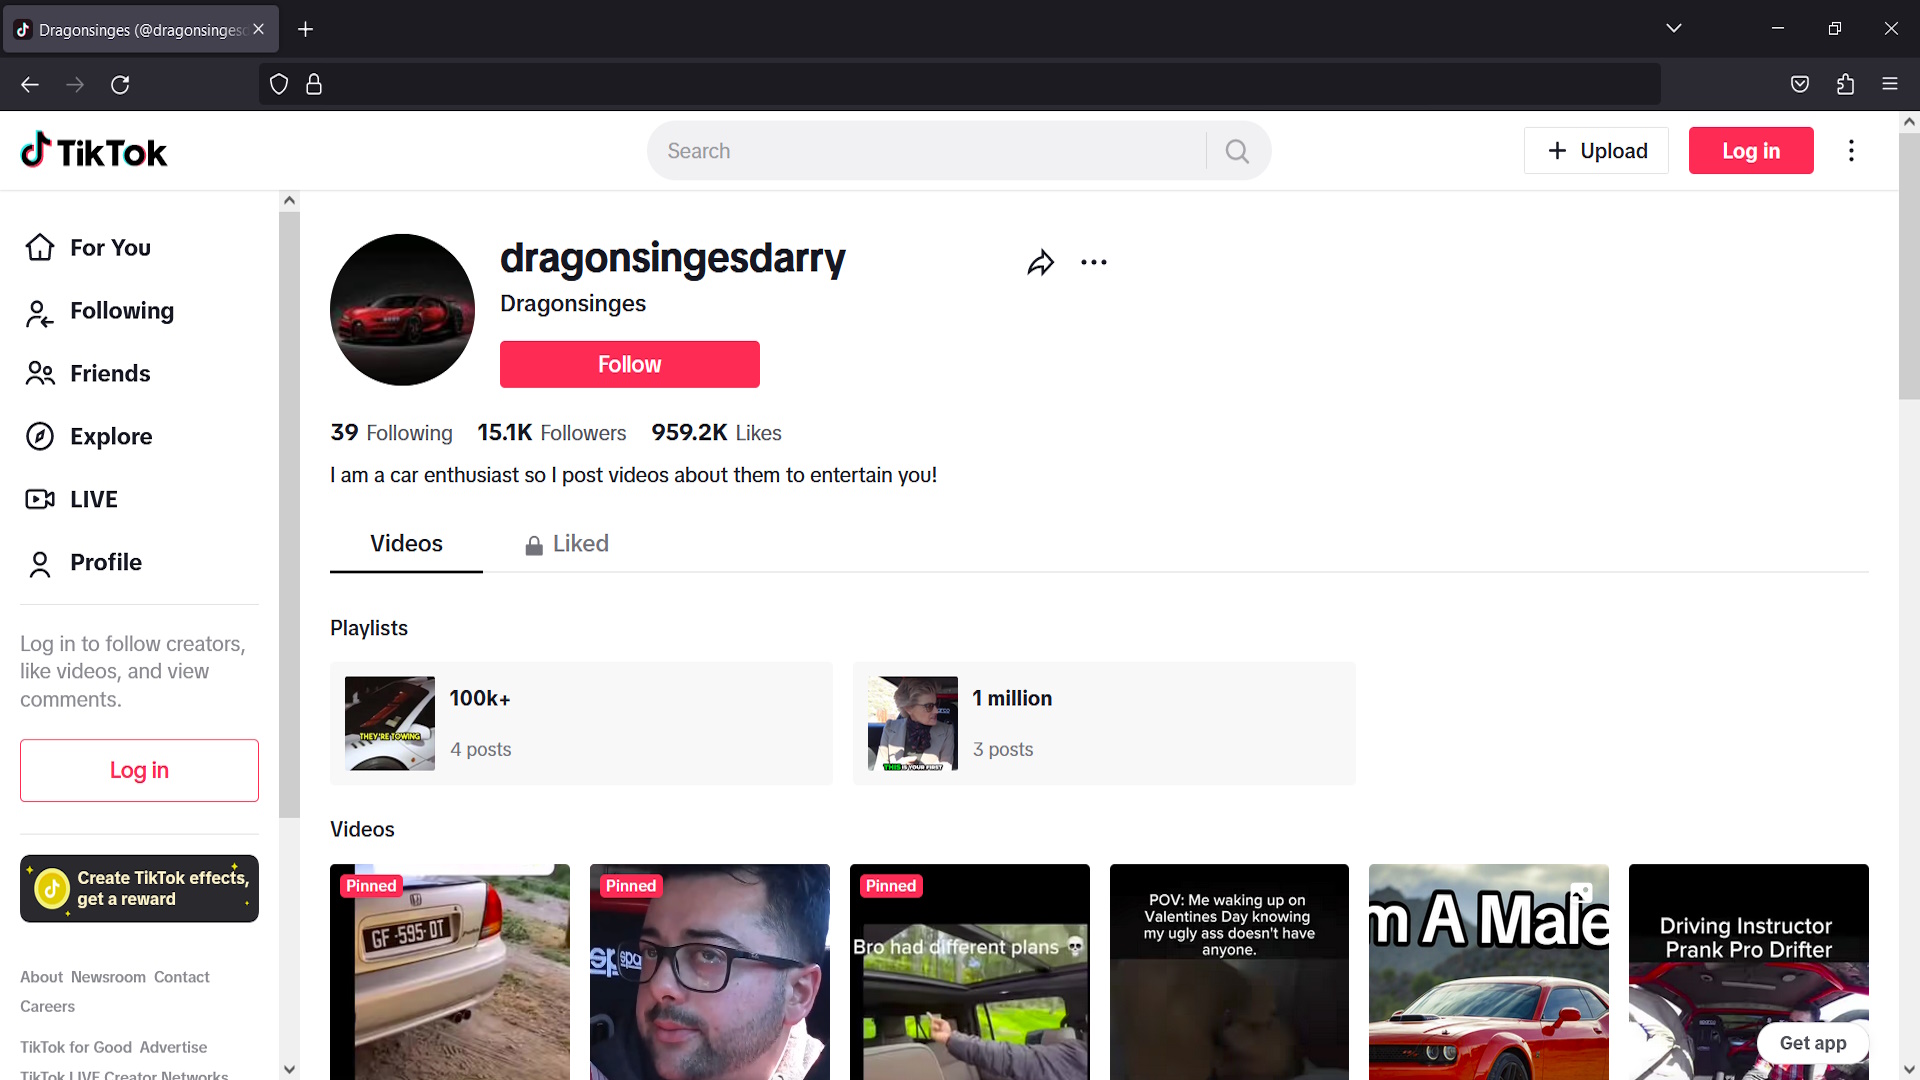 Dragonsinges (@dragonsinges
TikTok
Search
Upload
Log in
For You
Following
Friends
Explore
LIVE
Profile
Log in to follow creators,
like videos, and view
comments.
Log in
Create TikTok effects,
get a reward
About Newsroom Contact
Careers
TikTok for Good Advertise
TikTok LIVE Creator Networks
dragonsingesdarry
Dragonsinges
Follow
39 Following 15.1K Followers 959.2K Likes
I am a car enthusiast so I post videos about them to entertain you!
Videos
Liked
Playlists
THEY'RE TOWING
100k+
4 posts
THIS IS YOUR FIRST
1 million
3 posts
Videos
Pinned
GF-595-DT
Pinned
Pinned
Bro had different plans 💀
POV: Me waking up on
Valentines Day knowing
my ugly ass doesn't have
anyone.
m A Male
Driving Instructor
Prank Pro Drifter
Get app